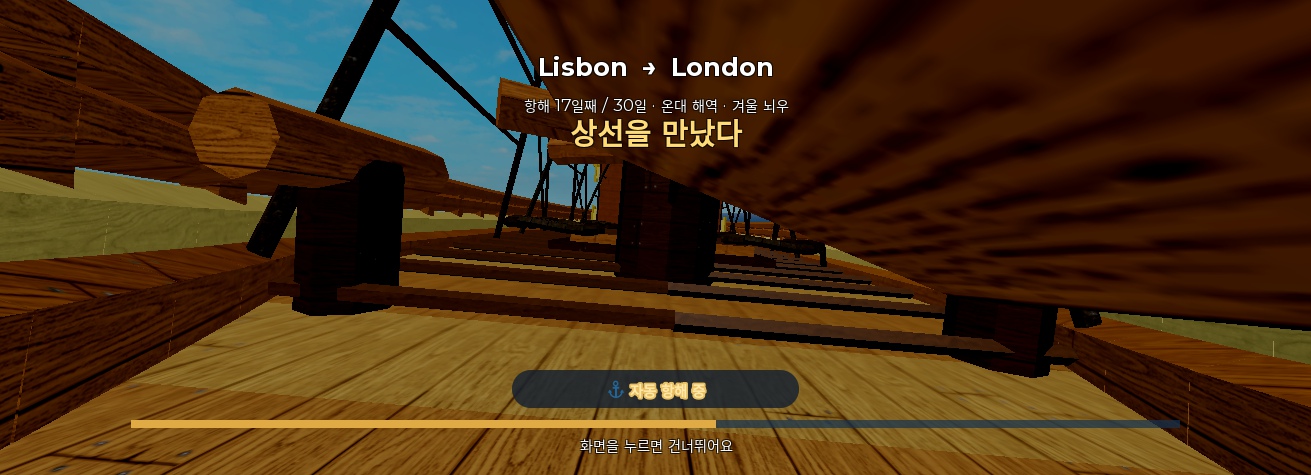 Lisbon → London
항해 17일째 / 30일 · 온대 해역 · 겨울 뇌우
상선을 만났다
⚓ 자동 항해 중
화면을 누르면 건너뛰어요